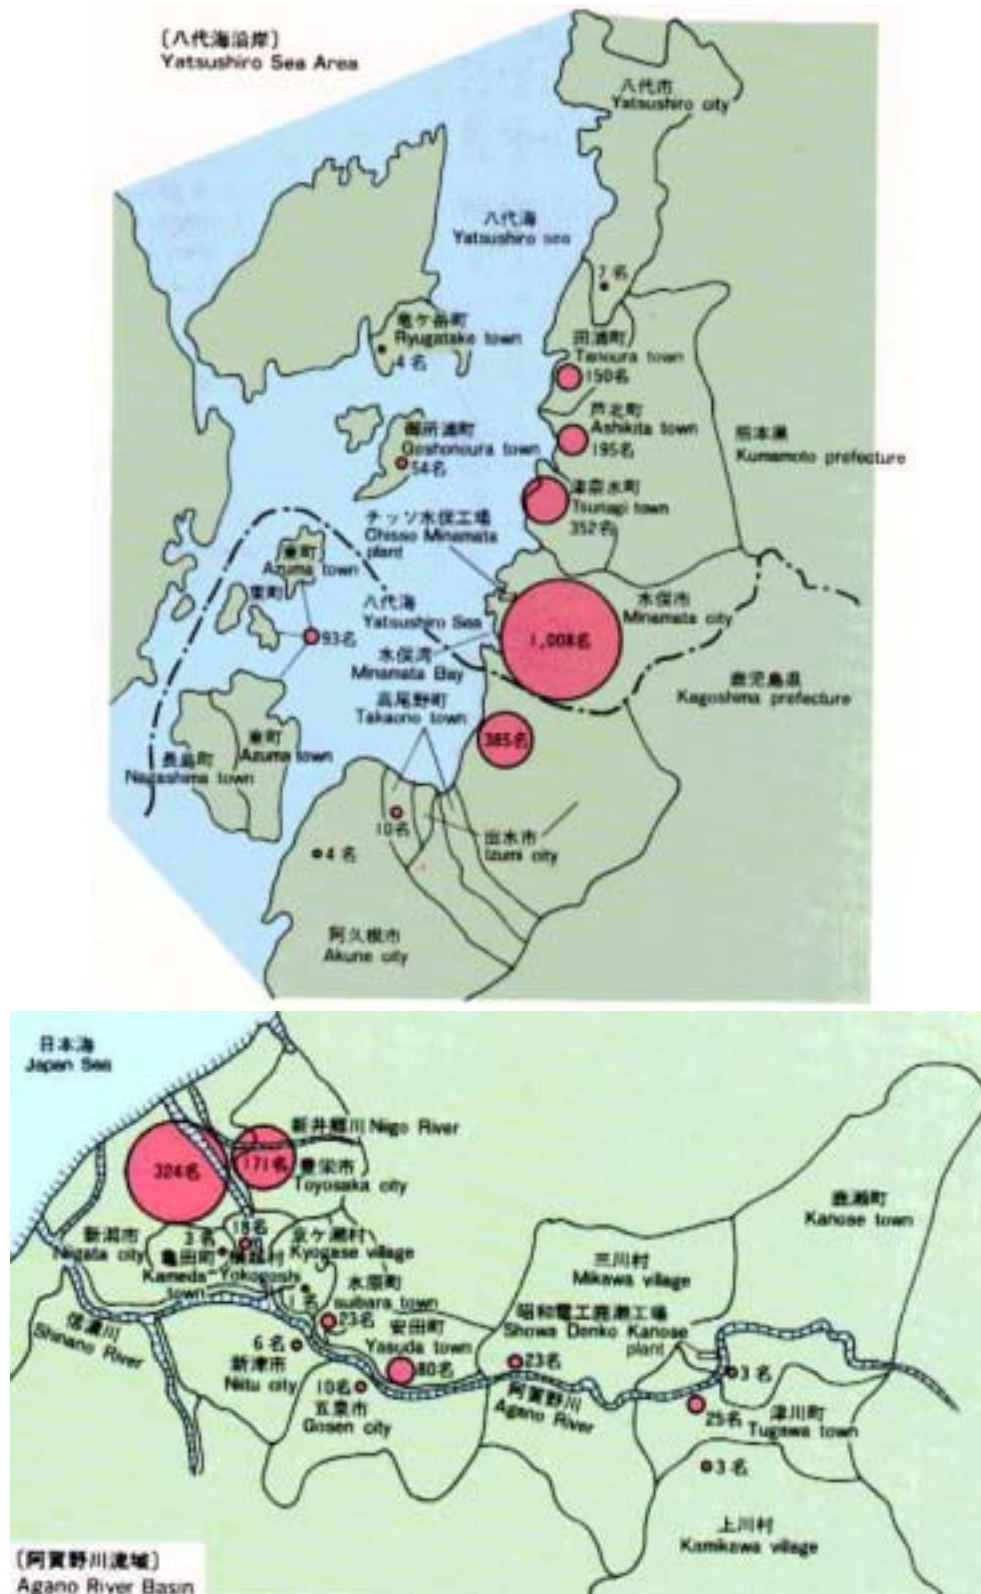 〔八代海沿岸〕
Yatsushiro Sea Area
八代市
Yatsushiro city
八代海
Yatsushiro sea
7名
竜ケ岳町
Ryugatake town
4名
田浦町
Tanoura town
150名
芦北町
Ashikita town
195名
御所浦町
Goshonoura town
54名
熊本県
Kumamoto prefecture
津奈木町
Tsunagi town
352名
チッソ水俣工場
Chisso Minamata
plant
東町
Azuma town
東町
93名
八代海
Yatsushiro Sea
水俣湾
Minamata Bay
1,008名
水俣市
Minamata city
鹿児島県
Kagoshima prefecture
高尾野町
Takaono town
385名
東町
Azuma town
長島町
Nagashima town
10名
出水市
Izumi city
4名
阿久根市
Akune city
日本海
Japan Sea
新井郷川 Niigo River
324名
171名
豊栄市
Toyosaka city
鹿瀬町
Kanose town
新潟市
Niigata city
3名
18名
亀田町
Kameda
town
横越村
Yokogoshi
京ケ瀬村
Kyogase village
1名
水原町
suibara town
23名
三川村
Mikawa village
昭和電工鹿瀬工場
Showa Denko Kanose
plant
信濃川
Shinano River
6名
新津市
Niitu city
安田町
Yasuda town
80名
23名
3名
10名
五泉市
Gosen city
阿賀野川
Agano River
25名
津川町
Tugawa town
3名
上川村
Kamikawa village
〔阿賀野川流域〕
Agano River Basin